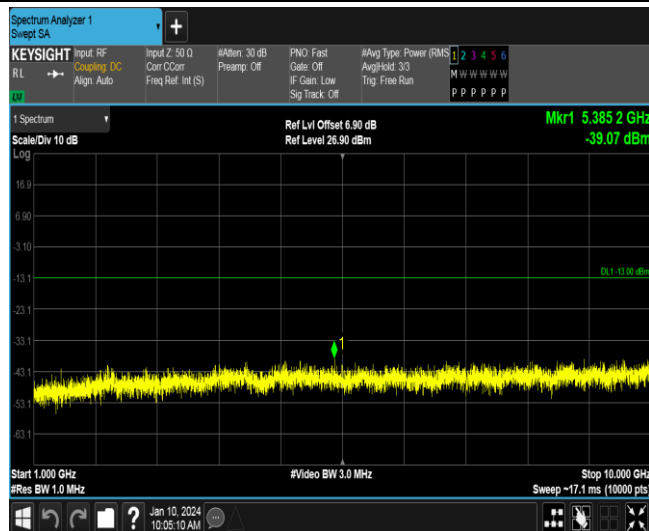 Spectrum Analyzer 1
Swept SA
+
KEYSIGHT
RL
LV
Input: RF
Coupling: DC
Align: Auto
Input Z: 50 Ω
Corr CCorr
Freq Ref: Int (S)
#Atten: 30 dB
Preamp: Off
PNO: Fast
Gate: Off
IF Gain: Low
Sig Track: Off
#Avg Type: Power (RMS
Avg|Hold: 3/3
Trig: Free Run
1 2 3 4 5 6
M W W W W W
P P P P P P
1 Spectrum
Scale/Div 10 dB
Ref Lvl Offset 6.90 dB
Ref Level 26.90 dBm
Mkr1 5.385 2 GHz
-39.07 dBm
Log
16.9
6.90
-3.10
-13.1
DL1 -13.00 dBm
-23.1
-33.1
1
-43.1
-53.1
-63.1
Start 1.000 GHz
#Video BW 3.0 MHz
Stop 10.000 GHz
#Res BW 1.0 MHz
Sweep ~17.1 ms (10000 pts)
?
Jan 10, 2024
10:05:10 AM